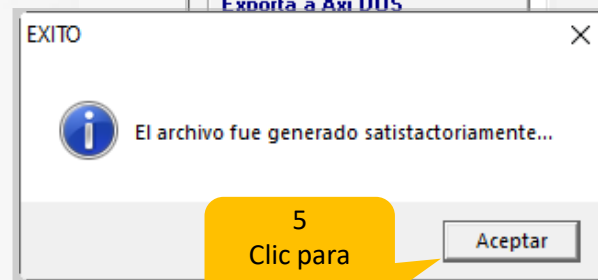 Exporta a Axi DOS
EXITO
El archivo fue generado satistactoriamente...
5
Clic para
Aceptar